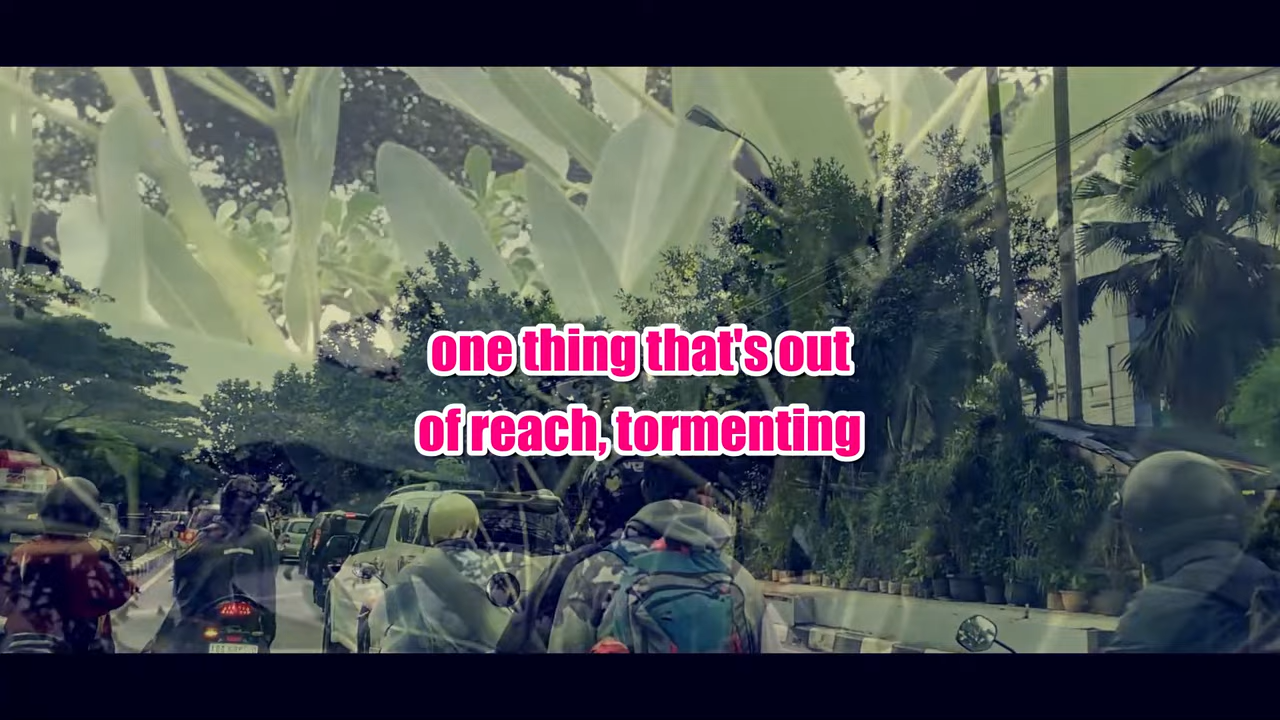 one thing that's out
of reach, tormenting